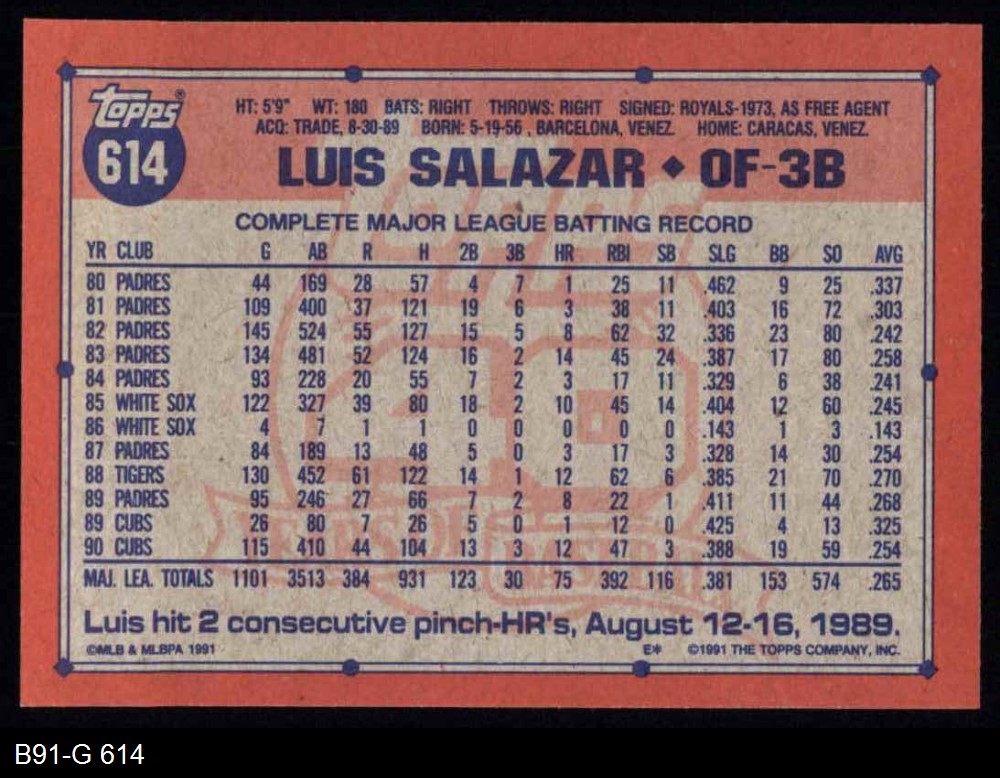 topps®
614
HT: 5'9" WT: 180 BATS: RIGHT THROWS: RIGHT SIGNED: ROYALS-1973, AS FREE AGENT
ACQ: TRADE, 8-30-89 BORN: 5-19-56 , BARCELONA, VENEZ. HOME: CARACAS, VENEZ.
LUIS SALAZAR ◆ OF-3B
COMPLETE MAJOR LEAGUE BATTING RECORD
YR CLUB G AB R H 2B 3B HR RBI SB SLG BB SO AVG
80 PADRES 44 169 28 57 4 7 1 25 11 .462 9 25 .337
81 PADRES 109 400 37 121 19 6 3 38 11 .403 16 72 .303
82 PADRES 145 524 55 127 15 5 8 62 32 .336 23 80 .242
83 PADRES 134 481 52 124 16 2 14 45 24 .387 17 80 .258
84 PADRES 93 228 20 55 7 2 3 17 11 .329 6 38 .241
85 WHITE SOX 122 327 39 80 18 2 10 45 14 .404 12 60 .245
86 WHITE SOX 4 7 1 1 0 0 0 0 0 .143 1 3 .143
87 PADRES 84 189 13 48 5 0 3 17 3 .328 14 30 .254
88 TIGERS 130 452 61 122 14 1 12 62 6 .385 21 70 .270
89 PADRES 95 246 27 66 7 2 8 22 1 .411 11 44 .268
89 CUBS 26 80 7 26 5 0 1 12 0 .425 4 13 .325
90 CUBS 115 410 44 104 13 3 12 47 3 .388 19 59 .254
MAJ. LEA. TOTALS 1101 3513 384 931 123 30 75 392 116 .381 153 574 .265
Luis hit 2 consecutive pinch-HR's, August 12-16, 1989.
©MLB & MLBPA 1991 E* ©1991 THE TOPPS COMPANY, INC.
B91-G 614